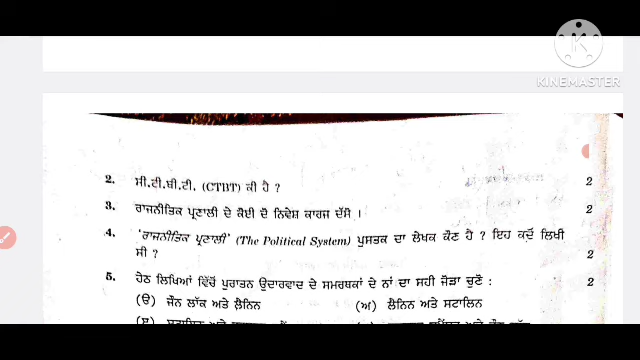 KINEMASTER
2. ਸੀ.ਟੀ.ਬੀ.ਟੀ. (CTBT) ਕੀ ਹੈ ? 2
3. ਰਾਜਨੀਤਿਕ ਪ੍ਰਣਾਲੀ ਦੇ ਕੋਈ ਦੋ ਨਿਵੇਸ਼ ਕਾਰਜ ਦੱਸੋ । 2
4. ‘ਰਾਜਨੀਤਿਕ ਪ੍ਰਣਾਲੀ’ (The Political System) ਪੁਸਤਕ ਦਾ ਲੇਖਕ ਕੌਣ ਹੈ ? ਇਹ ਕਦੋਂ ਲਿਖੀ
ਸੀ ? 2
5. ਹੇਠ ਲਿਖਿਆਂ ਵਿੱਚੋਂ ਪੁਰਾਤਨ ਉਦਾਰਵਾਦ ਦੇ ਸਮਰਥਕਾਂ ਦੇ ਨਾਂ ਦਾ ਸਹੀ ਜੋੜਾ ਚੁਣੋ : 2
(ੳ) ਜੌਨ ਲਾੱਕ ਅਤੇ ਲੈਨਿਨ (ਅ) ਲੈਨਿਨ ਅਤੇ ਸਟਾਲਿਨ